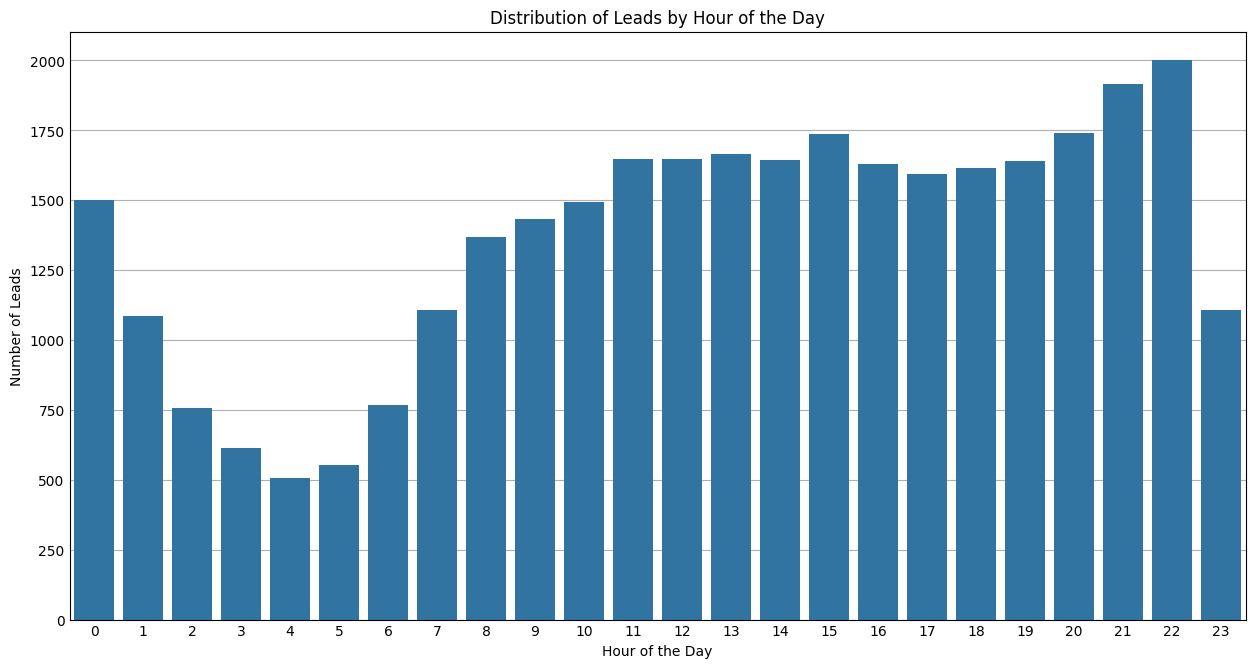 Distribution of Leads by Hour of the Day
Number of Leads
2000
1750
1500
1250
1000
750
500
250
0
0 1 2 3 4 5 6 7 8 9 10 11 12 13 14 15 16 17 18 19 20 21 22 23
Hour of the Day